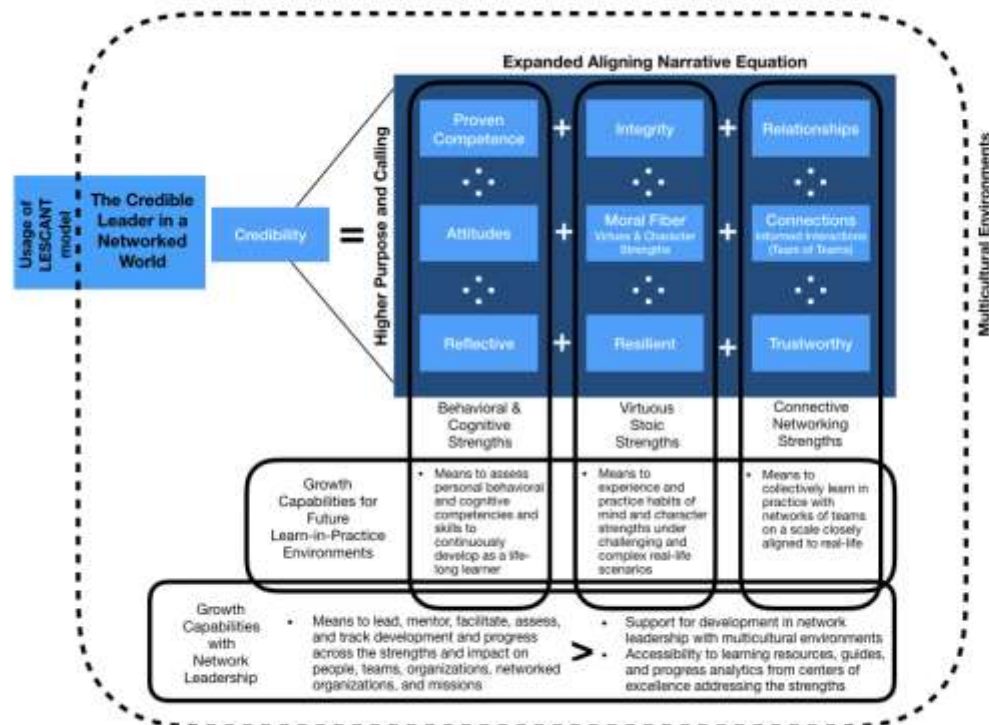 Expanded Aligning Narrative Equation
Usage of
LESCANT
model
The Credible
Leader in a
Networked
World
Credibility
=
Higher Purpose and Calling
Proven
Competence
+
Integrity
+
Relationships
Attitudes
+
Moral Fiber
Virtues & Character
Strengths
+
Connections
Informed Interactions
(Team of Teams)
Reflective
+
Resilient
+
Trustworthy
Multicultural Environments
Behavioral &
Cognitive
Strengths
Virtuous
Stoic
Strengths
Connective
Networking
Strengths
Growth
Capabilities for
Future
Learn-in-Practice
Environments
• Means to assess
personal behavioral
and cognitive
competencies and
skills to
continuously
develop as a life-
long learner
• Means to
experience and
practice habits of
mind and character
strengths under
challenging and
complex real-life
scenarios
• Means to
collectively learn in
practice with
networks of teams
on a scale closely
aligned to real-life
Growth
Capabilities
with
Network
Leadership
• Means to lead, mentor, facilitate, assess,
and track development and progress
across the strengths and impact on
people, teams, organizations, networked
organizations, and missions
>
• Support for development in network
leadership with multicultural environments
• Accessibility to learning resources, guides,
and progress analytics from centers of
excellence addressing the strengths